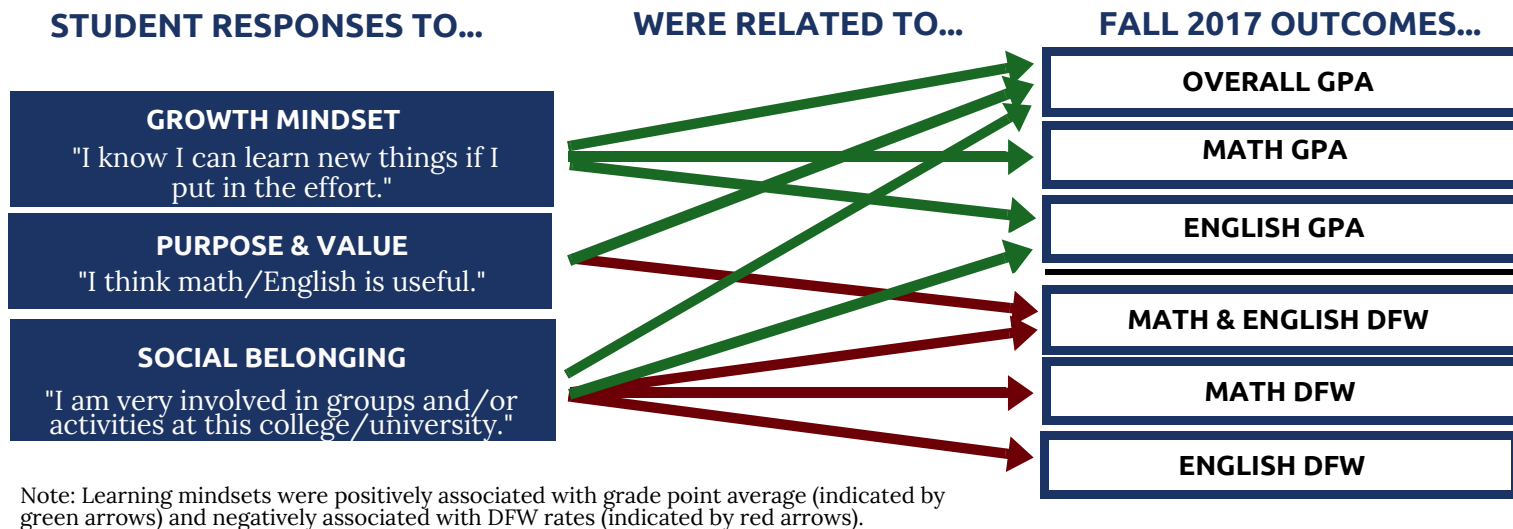 STUDENT RESPONSES TO...
WERE RELATED TO...
FALL 2017 OUTCOMES...
GROWTH MINDSET
"I know I can learn new things if I
put in the effort."
PURPOSE & VALUE
"I think math/English is useful."
SOCIAL BELONGING
"I am very involved in groups and/or
activities at this college/university."
OVERALL GPA
MATH GPA
ENGLISH GPA
MATH & ENGLISH DFW
MATH DFW
ENGLISH DFW
Note: Learning mindsets were positively associated with grade point average (indicated by
green arrows) and negatively associated with DFW rates (indicated by red arrows).